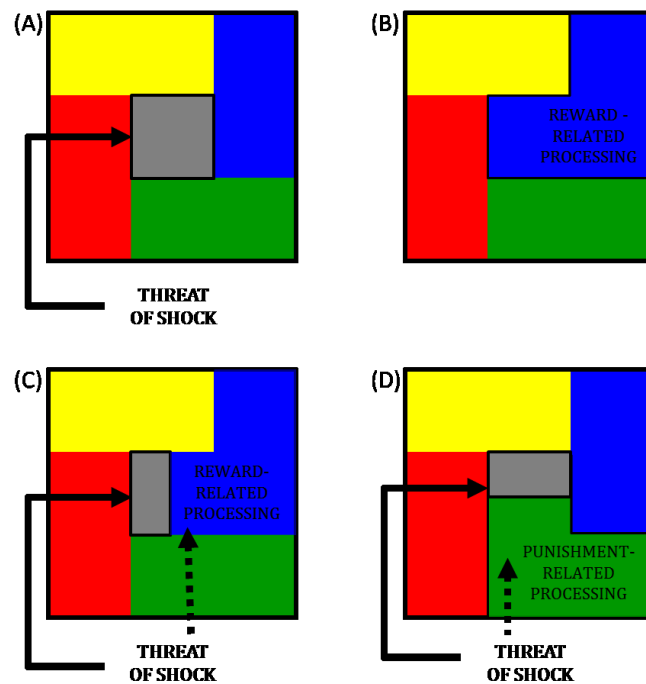 (A)
THREAT
OF SHOCK
(B)
REWARD -
RELATED
PROCESSING
(C)
REWARD-
RELATED
PROCESSING
THREAT
OF SHOCK
(D)
PUNISHMENT-
RELATED
PROCESSING
THREAT
OF SHOCK